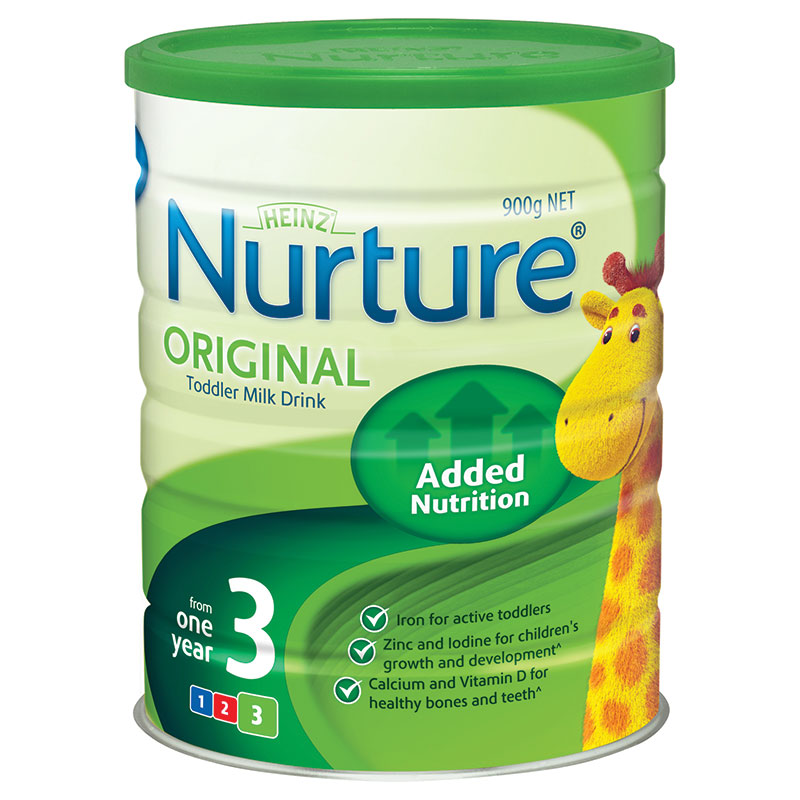 Nurture
900g NET
HEINZ
Nurture®
ORIGINAL
Toddler Milk Drink
Added
Nutrition
from
one
year
3
Iron for active toddlers
Zinc and Iodine for children's
growth and development^
Calcium and Vitamin D for
healthy bones and teeth^
1 2 3